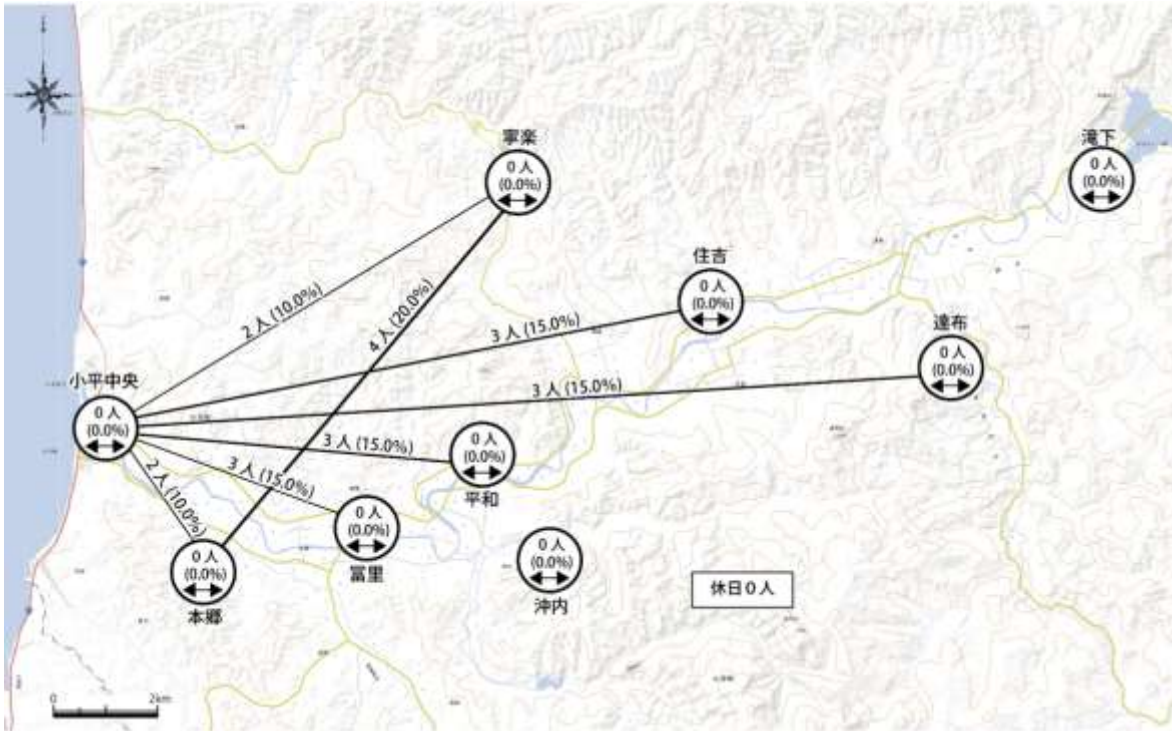 寧楽
0 人
(0.0%)
滝下
0 人
(0.0%)
住吉
0 人
(0.0%)
2 人 (10.0%)
4 人 (20.0%)
3 人 (15.0%)
達布
0 人
(0.0%)
小平中央
0 人
(0.0%)
3 人 (15.0%)
3 人 (15.0%)
0 人
(0.0%)
平和
3 人 (15.0%)
2 人 (10.0%)
0 人
(0.0%)
冨里
0 人
(0.0%)
本郷
0 人
(0.0%)
沖内
休日0人
0
2km